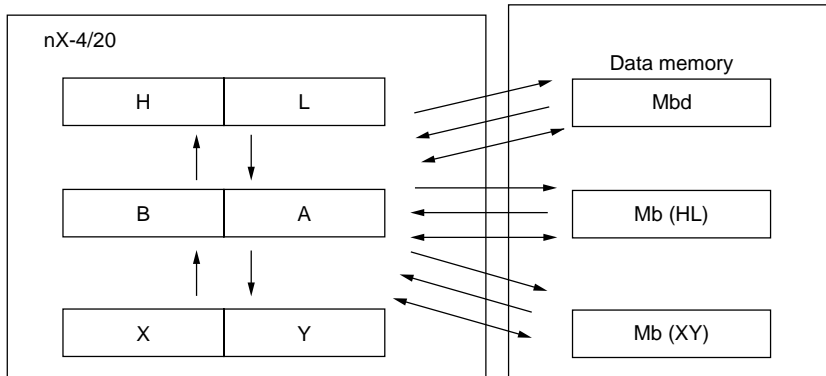 nX-4/20
Data memory
H L
Mbd
B A
Mb (HL)
X Y
Mb (XY)